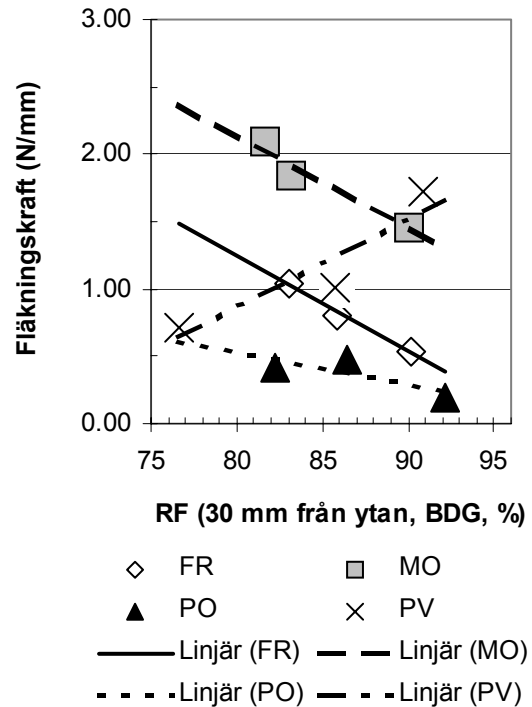 Fläkningskraft (N/mm)
3.00
2.00
1.00
0.00
75 80 85 90 95
RF (30 mm från ytan, BDG, %)
FR MO
PO PV
Linjär (FR) Linjär (MO)
Linjär (PO) Linjär (PV)